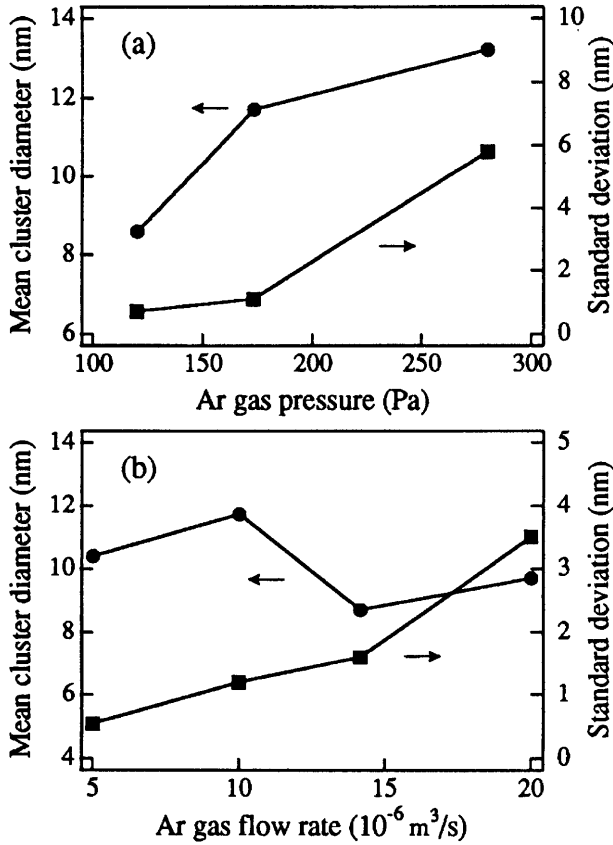 (a)
Mean cluster diameter (nm)
14
12
10
8
6
Standard deviation (nm)
10
8
6
4
2
0
100 150 200 250 300
Ar gas pressure (Pa)
(b)
Mean cluster diameter (nm)
14
12
10
8
6
4
Standard deviation (nm)
5
4
3
2
1
0
5 10 15 20
Ar gas flow rate (10⁻⁶ m³/s)